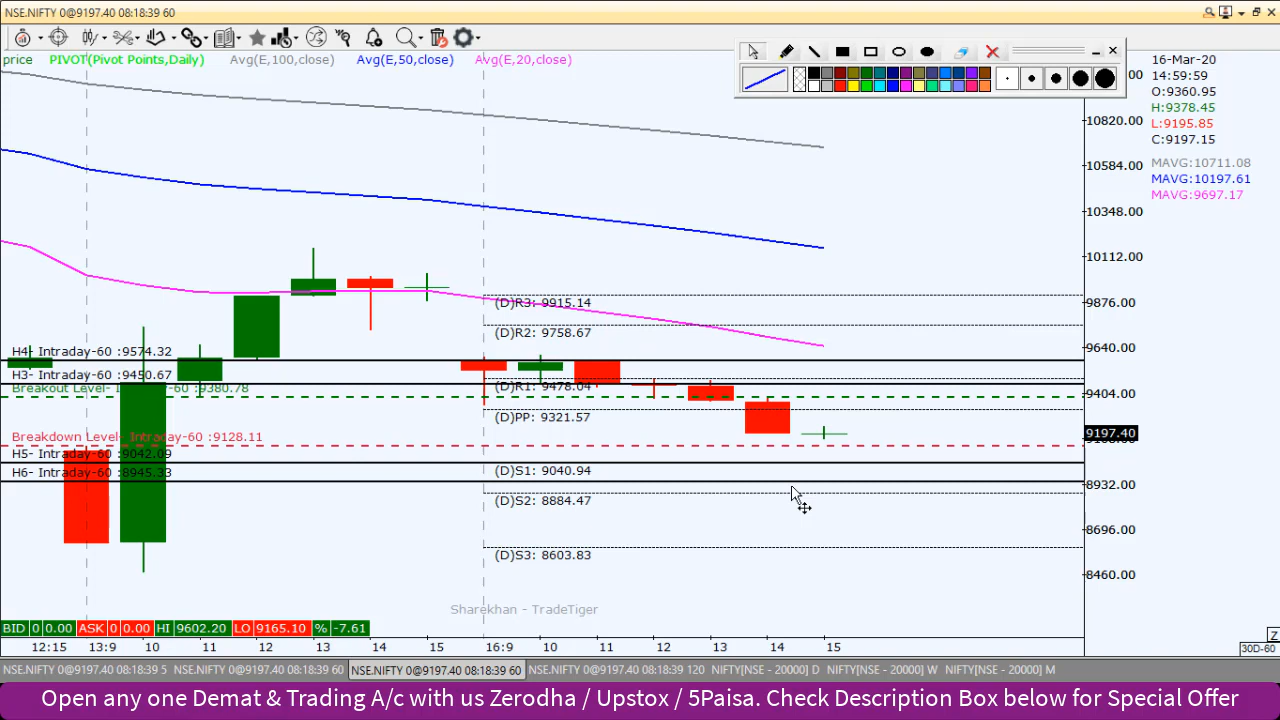 NSE.NIFTY 0@9197.40 08:18:39 60
price PIVOT(Pivot Points,Daily) Avg(E,100,close) Avg(E,50,close) Avg(E,20,close)
16-Mar-20
14:59:59
O:9360.95
H:9378.45
L:9195.85
C:9197.15
MAVG:10711.08
MAVG:10197.61
MAVG:9697.17
10820.00
10584.00
10348.00
10112.00
9876.00
9640.00
9404.00
9197.40
8932.00
8696.00
8460.00
(D)R3: 9915.14
(D)R2: 9758.67
H4- Intraday-60 :9574.32
H3- Intraday-60 :9450.67
(D)R1: 9478.04
Breakout Level- Intraday-60 :9380.78
(D)PP: 9321.57
Breakdown Level- Intraday-60 :9128.11
H5- Intraday-60 :9042.09
(D)S1: 9040.94
H6- Intraday-60 :8945.33
(D)S2: 8884.47
(D)S3: 8603.83
Sharekhan - TradeTiger
BID 0 0.00 ASK 0 0.00 HI 9602.20 LO 9165.10 % -7.61
Z
12:15 13:9 10 11 12 13 14 15 16:9 10 11 12 13 14 15
30D-60
NSE.NIFTY 0@9197.40 08:18:39 5 NSE.NIFTY 0@9197.40 08:18:39 60 NSE.NIFTY 0@9197.40 08:18:39 60 NSE.NIFTY 0@9197.40 08:18:39 120 NIFTY[NSE - 20000] D NIFTY[NSE - 20000] W NIFTY[NSE - 20000] M
Open any one Demat & Trading A/c with us Zerodha / Upstox / 5Paisa. Check Description Box below for Special Offer